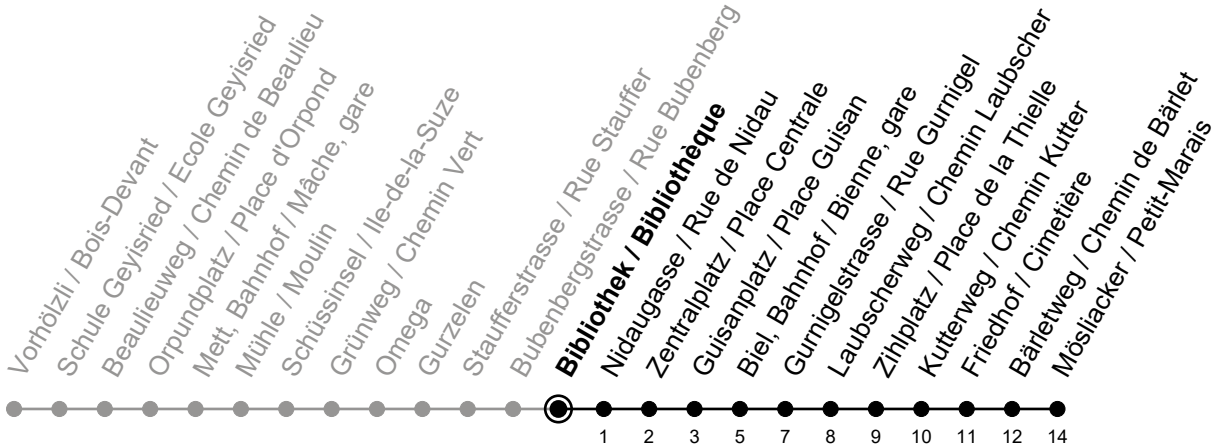 Vorhölzli / Bois-Devant
Schule Geyisried / Ecole Geyisried
Beaulieuweg / Chemin de Beaulieu
Orpundplatz / Place d'Orpond
Mett, Bahnhof / Mâche, gare
Mühle / Moulin
Schüssinsel / Ile-de-la-Suze
Grünweg / Chemin Vert
Omega
Gurzelen
Staufferstrasse / Rue Stauffer
Bubenbergstrasse / Rue Bubenberg
Bibliothek / Bibliothèque
Nidaugasse / Rue de Nidau
Zentralplatz / Place Centrale
Guisanplatz / Place Guisan
Biel, Bahnhof / Bienne, gare
Gurnigelstrasse / Rue Gurnigel
Laubscherweg / Chemin Laubscher
Zihlplatz / Place de la Thielle
Kutterweg / Chemin Kutter
Friedhof / Cimetière
Bärletweg / Chemin de Bärlet
Mösliacker / Petit-Marais
1 2 3 5 7 8 9 10 11 12 14